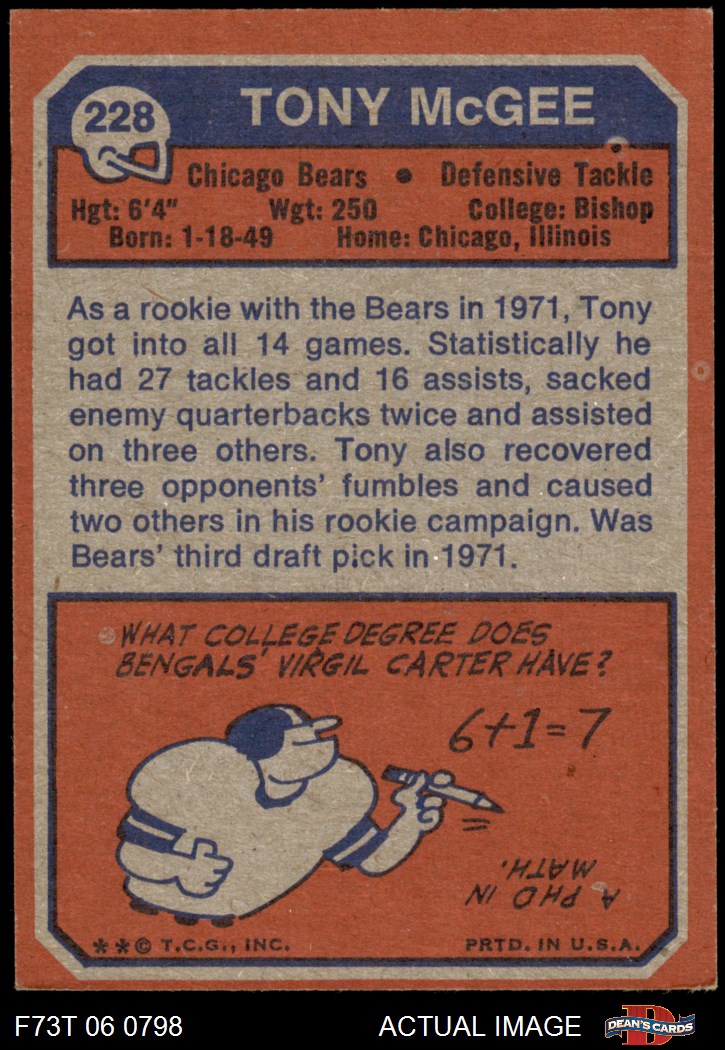 228
TONY McGEE
Chicago Bears • Defensive Tackle
Hgt: 6'4" Wgt: 250 College: Bishop
Born: 1-18-49 Home: Chicago, Illinois
As a rookie with the Bears in 1971, Tony
got into all 14 games. Statistically he
had 27 tackles and 16 assists, sacked
enemy quarterbacks twice and assisted
on three others. Tony also recovered
three opponents' fumbles and caused
two others in his rookie campaign. Was
Bears' third draft pick in 1971.
WHAT COLLEGE DEGREE DOES
BENGALS' VIRGIL CARTER HAVE?
6+1=7
A PHD IN
MATH.
**© T.C.G., INC. PRTD. IN U.S.A.
F73T 06 0798 ACTUAL IMAGE
D
DEAN'S CARDS